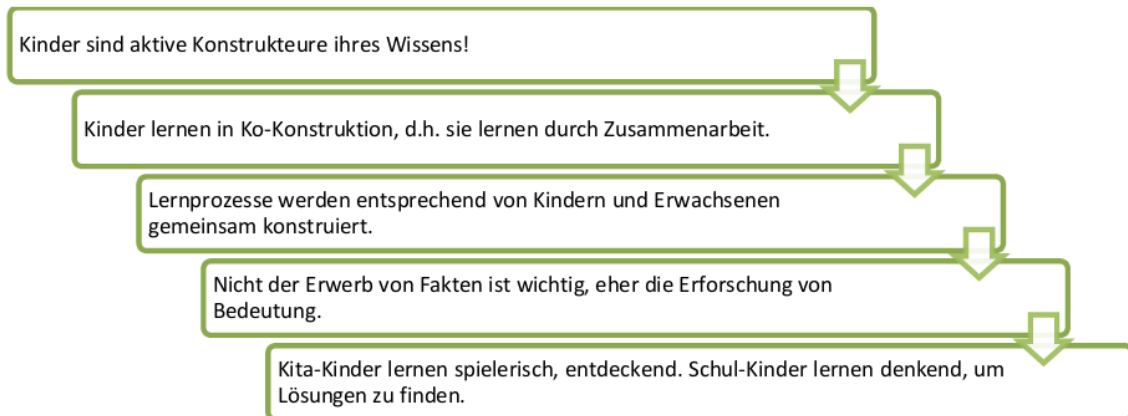 Kinder sind aktive Konstrukteure ihres Wissens!
Kinder lernen in Ko-Konstruktion, d.h. sie lernen durch Zusammenarbeit.
Lernprozesse werden entsprechend von Kindern und Erwachsenen
gemeinsam konstruiert.
Nicht der Erwerb von Fakten ist wichtig, eher die Erforschung von
Bedeutung.
Kita-Kinder lernen spielerisch, entdeckend. Schul-Kinder lernen denkend, um
Lösungen zu finden.